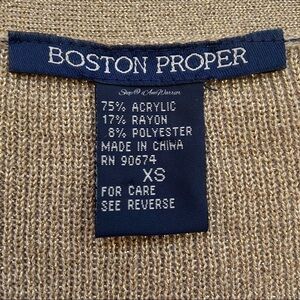 BOSTON PROPER
75% ACRYLIC
17% RAYON
8% POLYESTER
MADE IN CHINA
RN 90674
XS
FOR CARE
SEE REVERSE